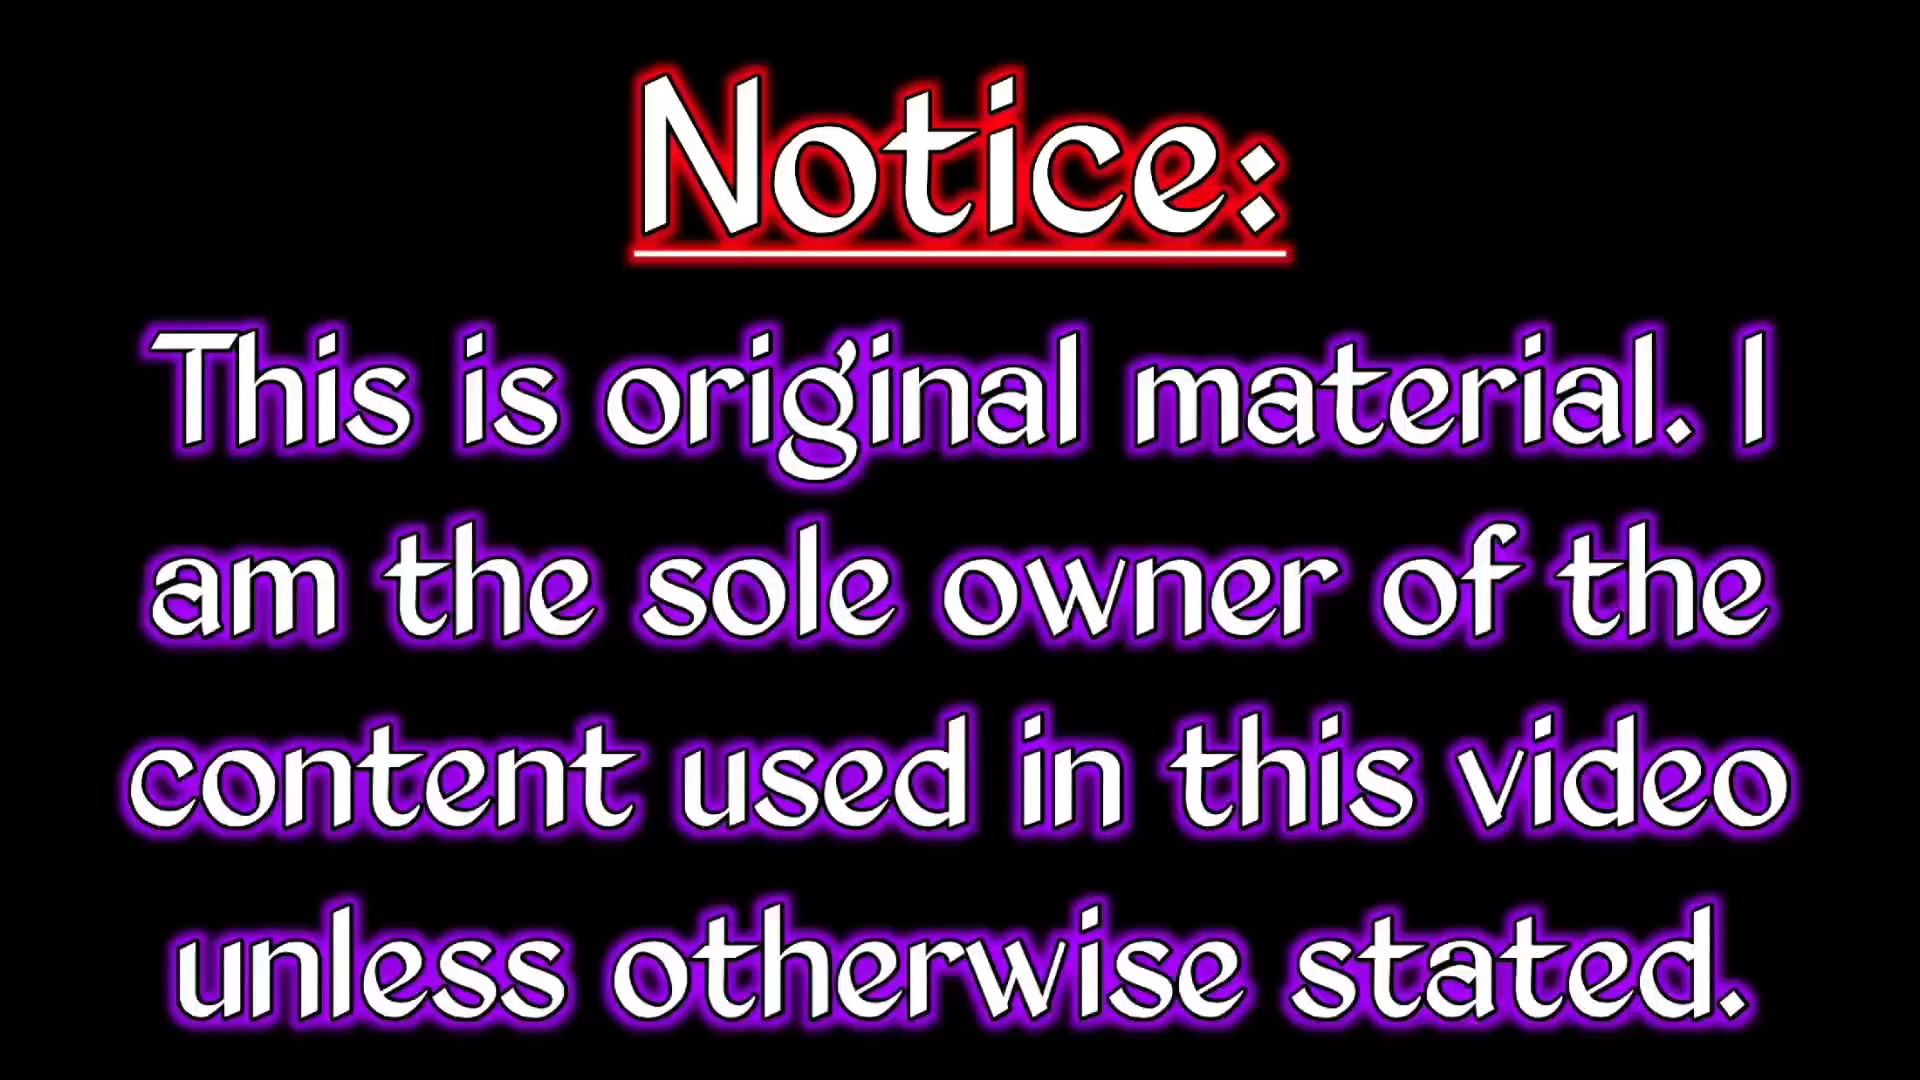 Notice:
This is original material. I
am the sole owner of the
content used in this video
unless otherwise stated.